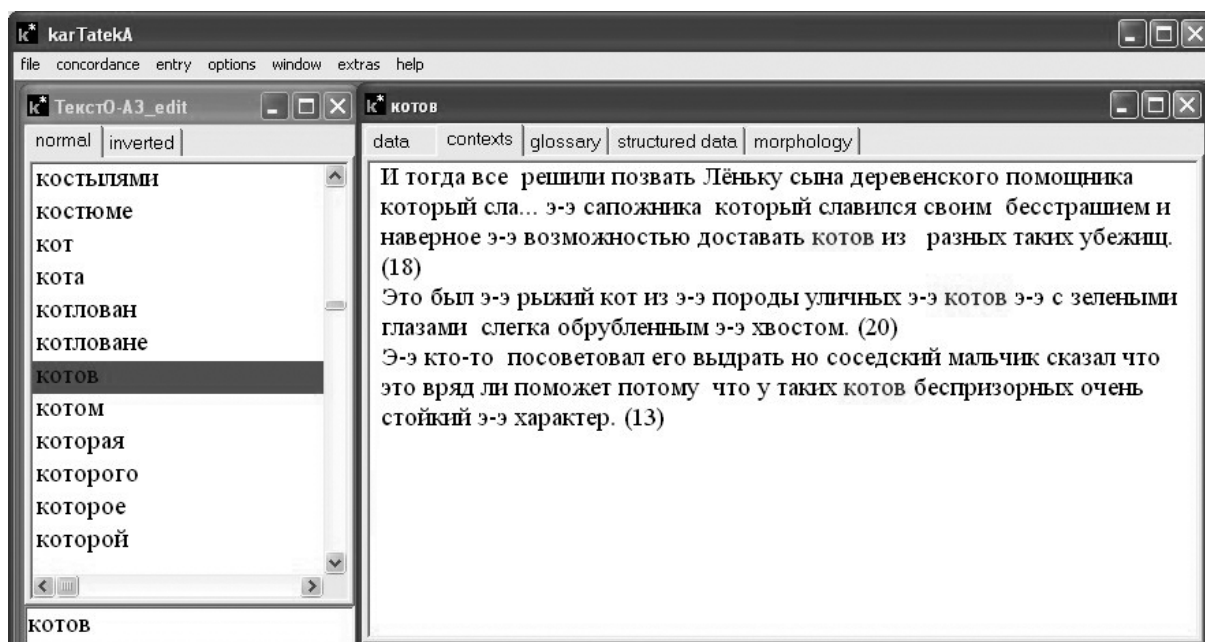 karTatekA
file concordance entry options window extras help
ТекстО-АЗ_edit
normal inverted
костылями
костюме
кот
кота
котлован
котловане
котов
котом
которая
которого
которое
которой
котов
котов
data contexts glossary structured data morphology
И тогда все решили позвать Лёньку сына деревенского помощника
который сла... э-э сапожника который славился своим бесстрашием и
наверное э-э возможностью доставать котов из разных таких убежищ.
(18)
Это был э-э рыжий кот из э-э породы уличных э-э котов э-э с зелеными
глазами слегка обрубленным э-э хвостом. (20)
Э-э кто-то посоветовал его выдрать но соседский мальчик сказал что
это вряд ли поможет потому что у таких котов беспризорных очень
стойкий э-э характер. (13)